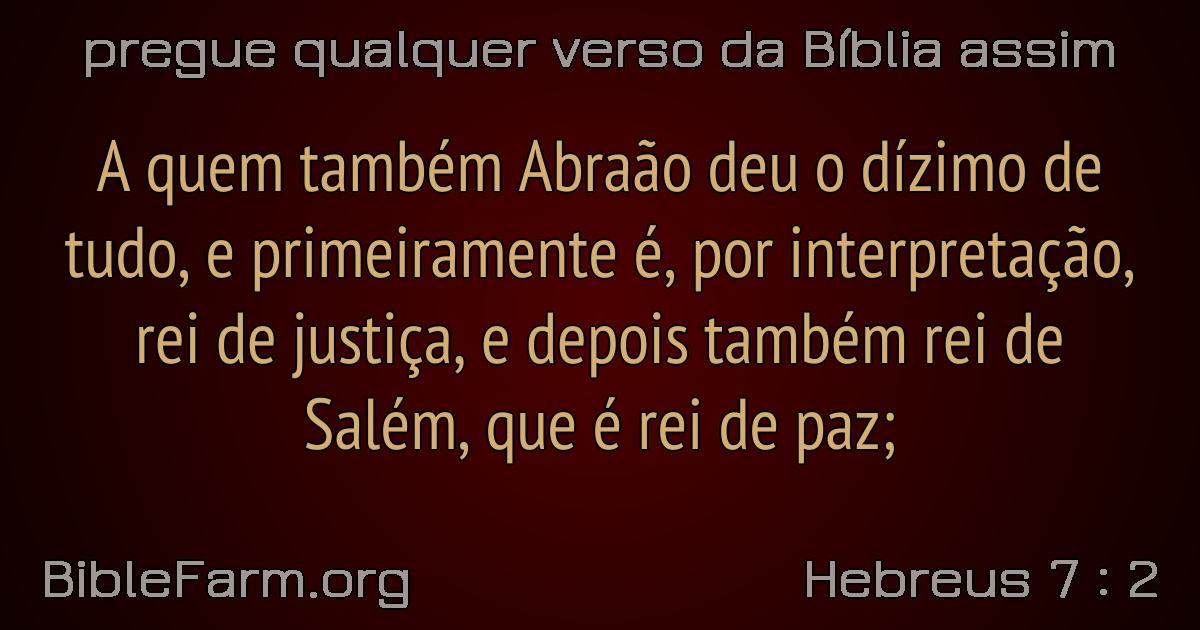 pregue qualquer verso da Bíblia assim
A quem também Abraão deu o dízimo de
tudo, e primeiramente é, por interpretação,
rei de justiça, e depois também rei de
Salém, que é rei de paz;
BibleFarm.org
Hebreus 7 : 2